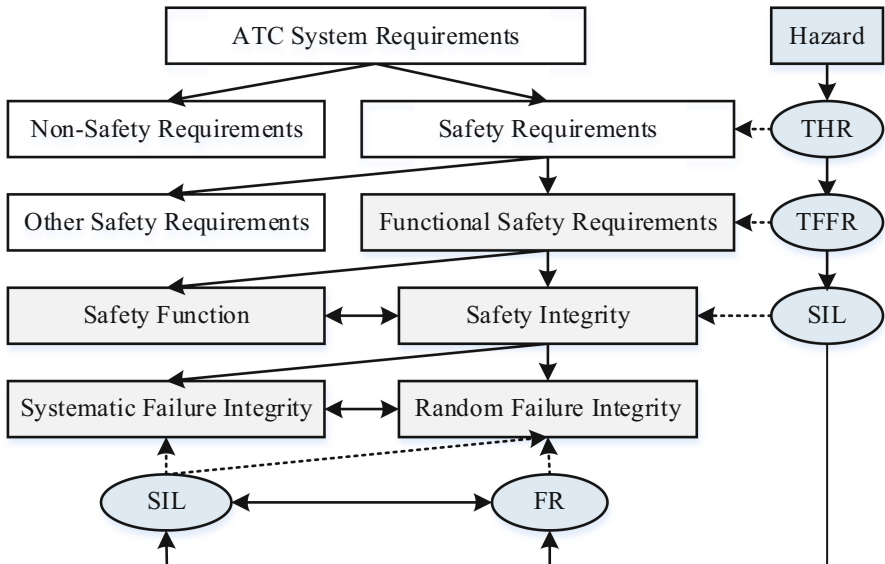 ATC System Requirements
Hazard
Non-Safety Requirements
Safety Requirements
THR
Other Safety Requirements
Functional Safety Requirements
TFFR
Safety Function
Safety Integrity
SIL
Systematic Failure Integrity
Random Failure Integrity
SIL
FR